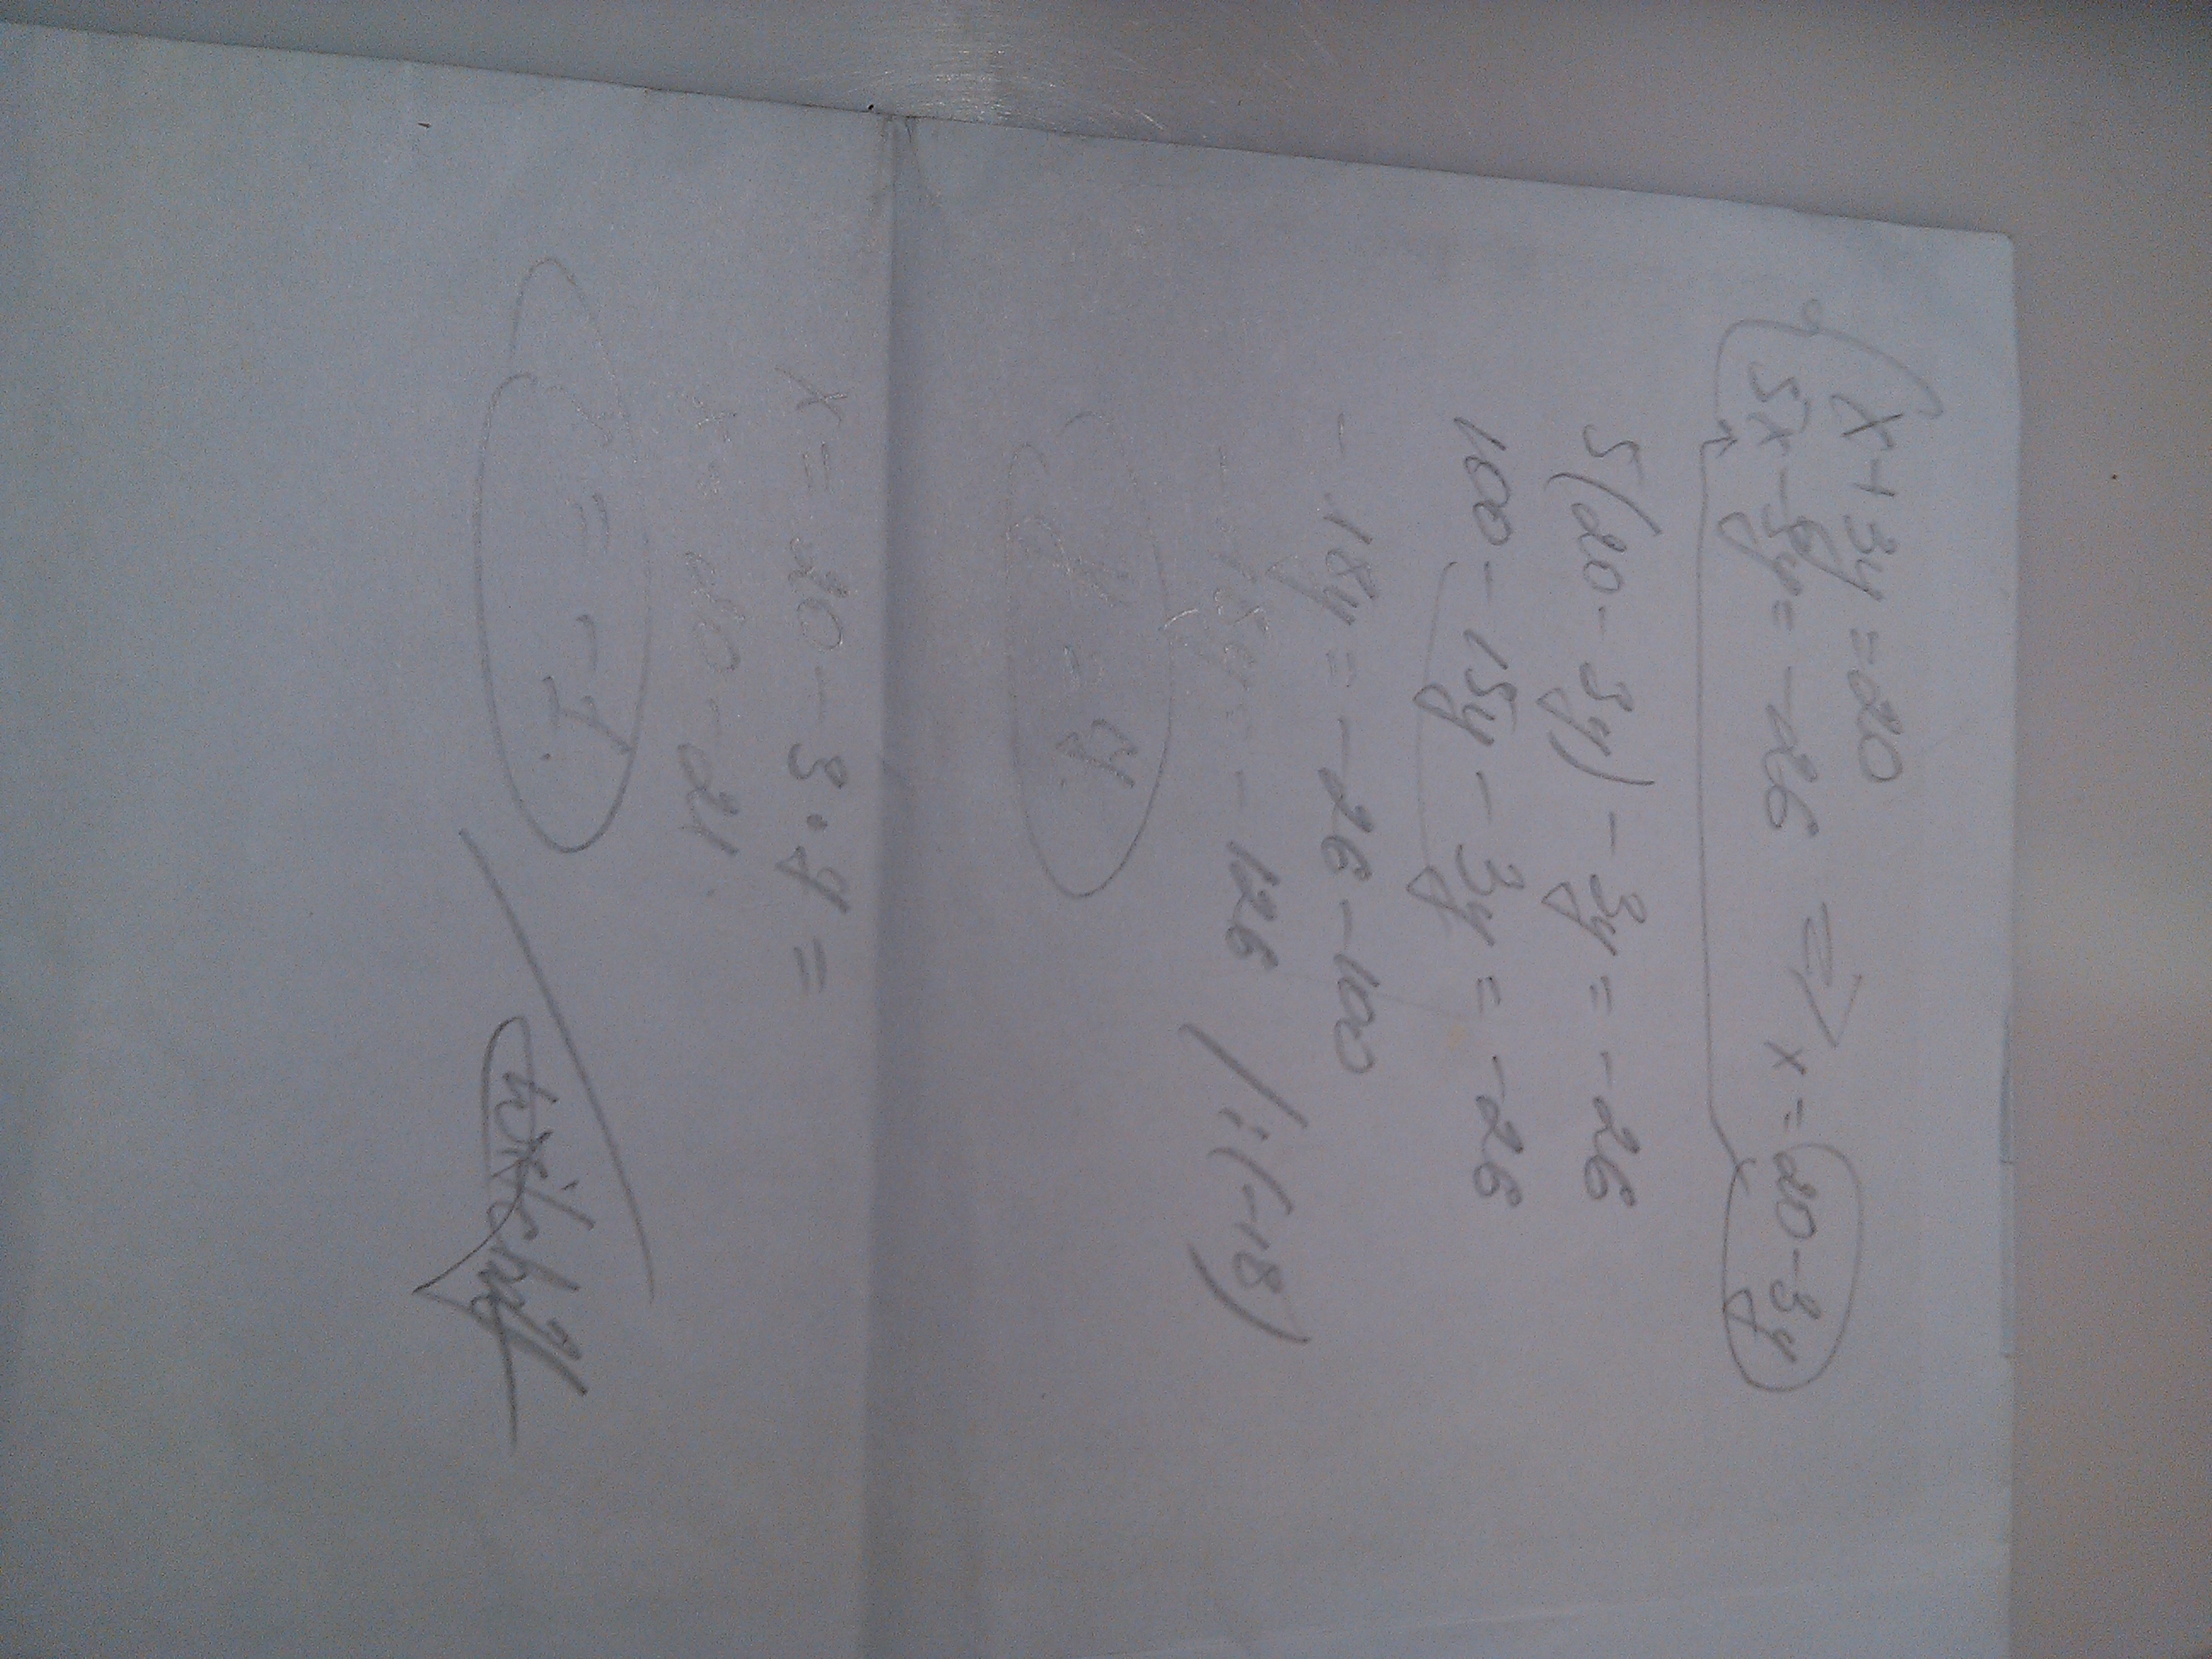 x+3y=20
5x-3y=-26 => x=20-3y
5(20-3y)-3y=-26
100-15y-3y=-26
-18y=-26-100
-18y=-126 /:(-18)
y=7
x=20-3·7=
x=20-21
x=-1.